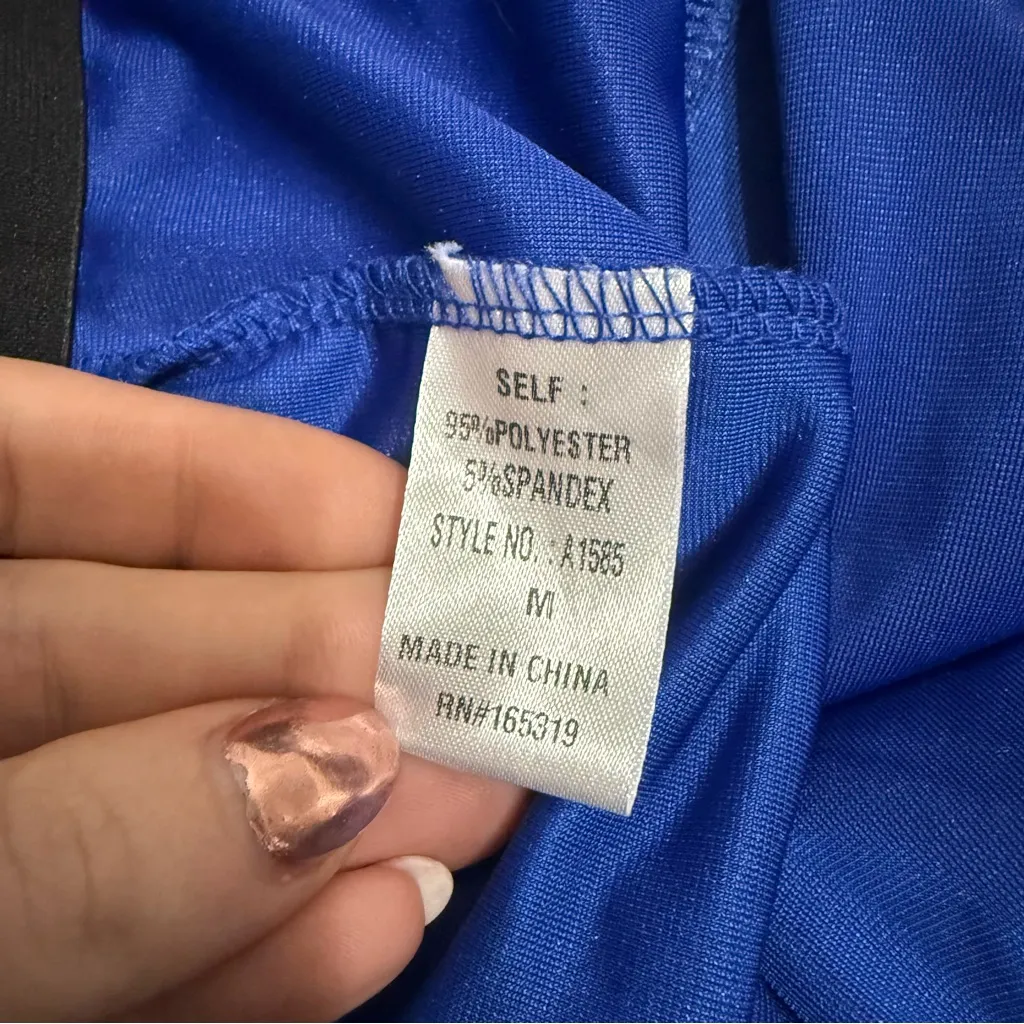 SELF :
95%POLYESTER
5%SPANDEX
STYLE NO. : A1585
M
MADE IN CHINA
RN#165319